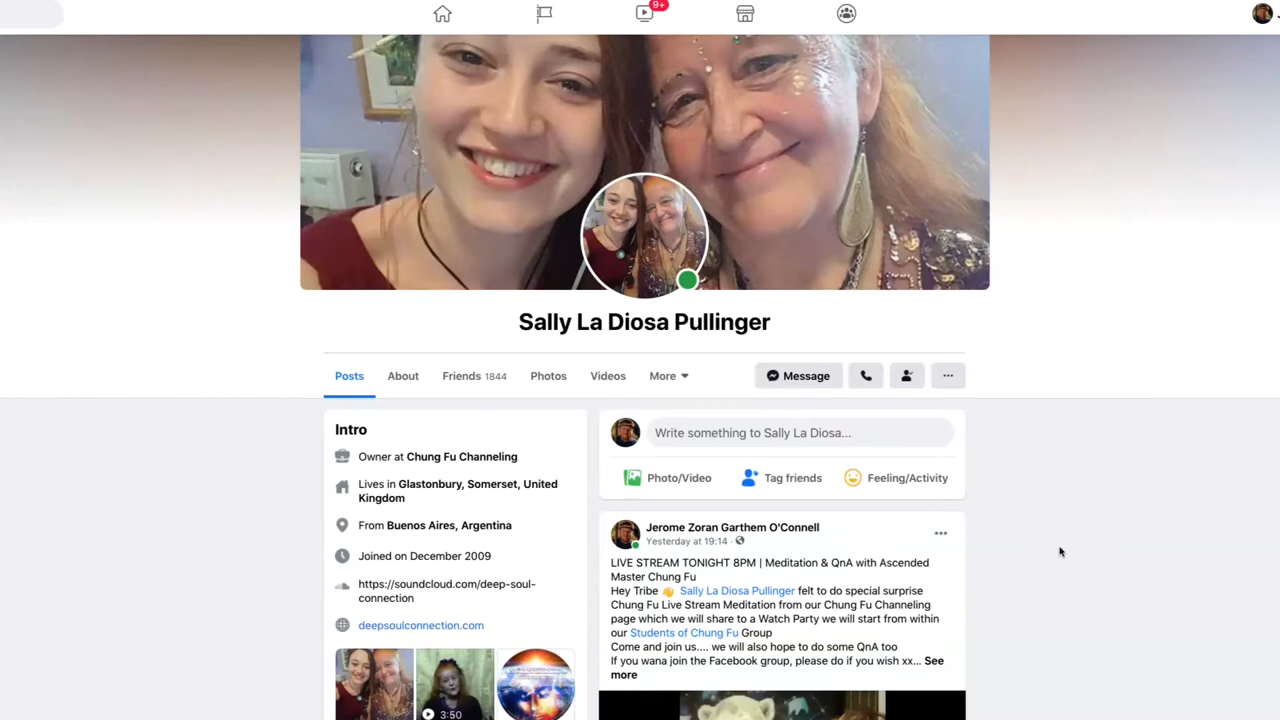 9+
Sally La Diosa Pullinger
Posts About Friends 1844 Photos Videos More Message ...
Intro
Owner at Chung Fu Channeling
Lives in Glastonbury, Somerset, United
Kingdom
From Buenos Aires, Argentina
Joined on December 2009
https://soundcloud.com/deep-soul-
connection
deepsoulconnection.com
3:50
Write something to Sally La Diosa...
Photo/Video Tag friends Feeling/Activity
Jerome Zoran Garthem O'Connell
Yesterday at 19:14 ·
LIVE STREAM TONIGHT 8PM | Meditation & QnA with Ascended
Master Chung Fu
Hey Tribe 👋 Sally La Diosa Pullinger felt to do special surprise
Chung Fu Live Stream Meditation from our Chung Fu Channeling
page which we will share to a Watch Party we will start from within
our Students of Chung Fu Group
Come and join us.... we will also hope to do some QnA too
If you wana join the Facebook group, please do if you wish xx... See
more